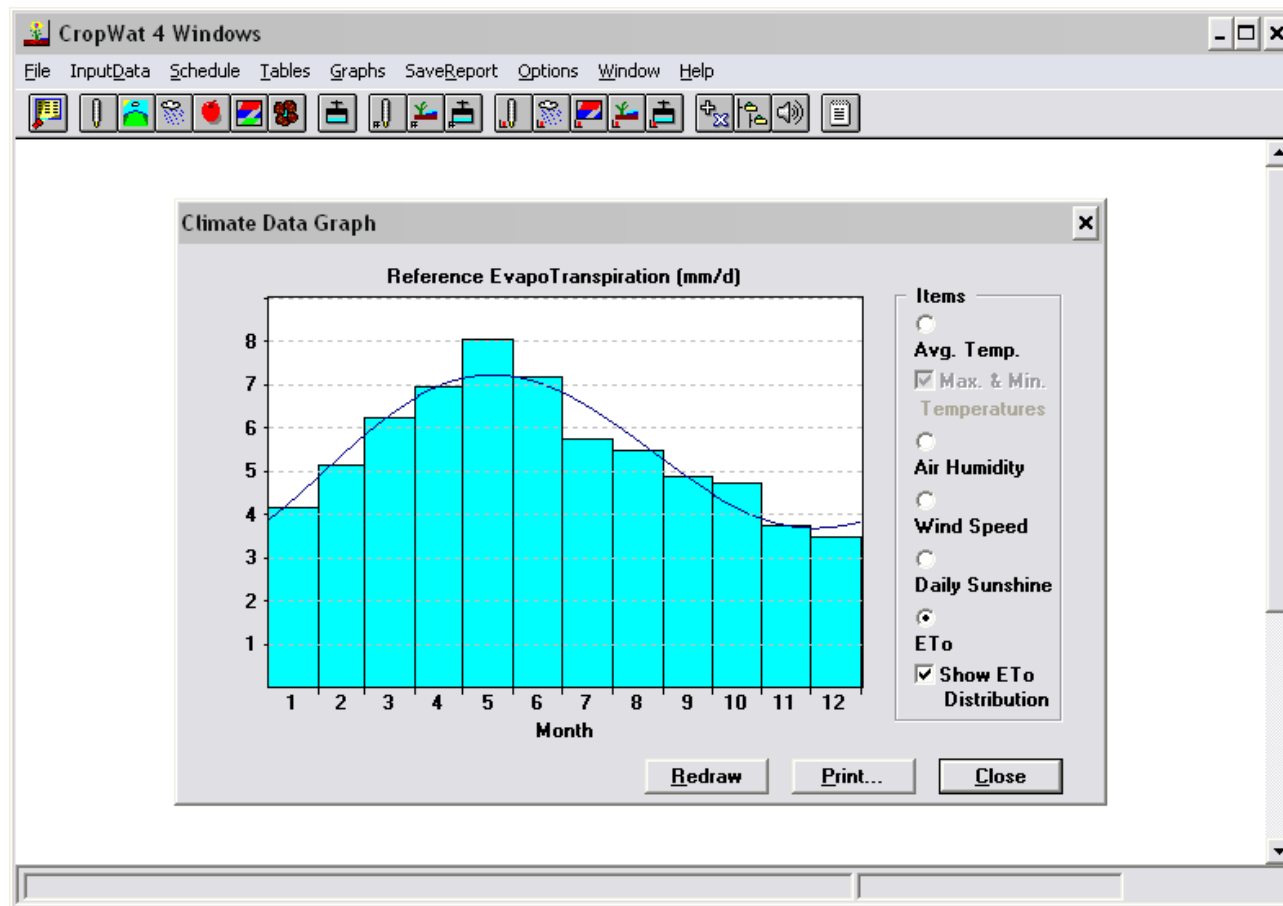 CropWat 4 Windows
File InputData Schedule Tables Graphs SaveReport Options Window Help
Climate Data Graph
Reference EvapoTranspiration (mm/d)
8
7
6
5
4
3
2
1
1 2 3 4 5 6 7 8 9 10 11 12
Month
Items
Avg. Temp.
Max. & Min.
Temperatures
Air Humidity
Wind Speed
Daily Sunshine
ETo
Show ETo
Distribution
Redraw Print... Close